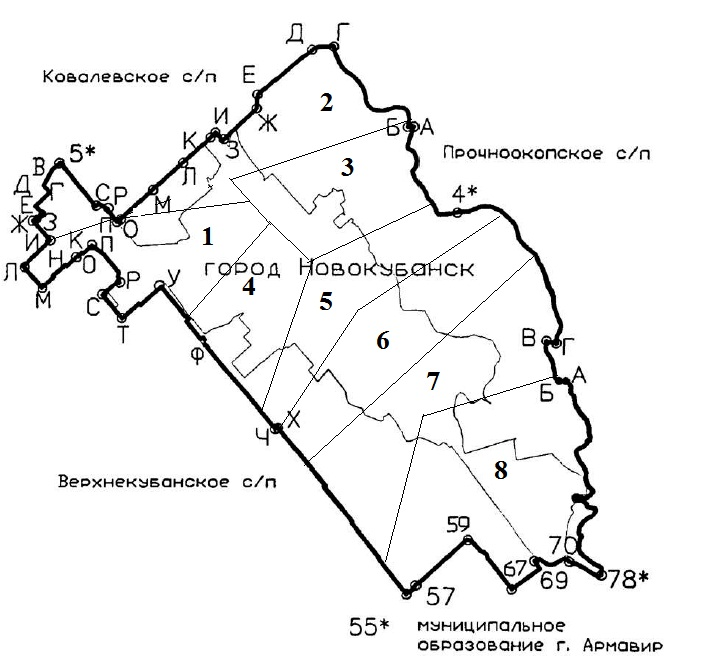 Д Г
Ковалевское с/п
Е
2
И
Ж
К
З
Б А
5*
В
Прочноокопское с/п
3
Л
Д
Г
М
С Р
4*
Е
Ж З
П О
И
1
К П
Н
О
ГОРОД НОВОКУБАНСК
Л
Р У
4
5
М
С
Т
6
В
Г
Ф
7
Б А
Ч Х
8
Верхнекубанское с/п
59
70
67
69
78*
57
55* муниципальное
образование г. Армавир